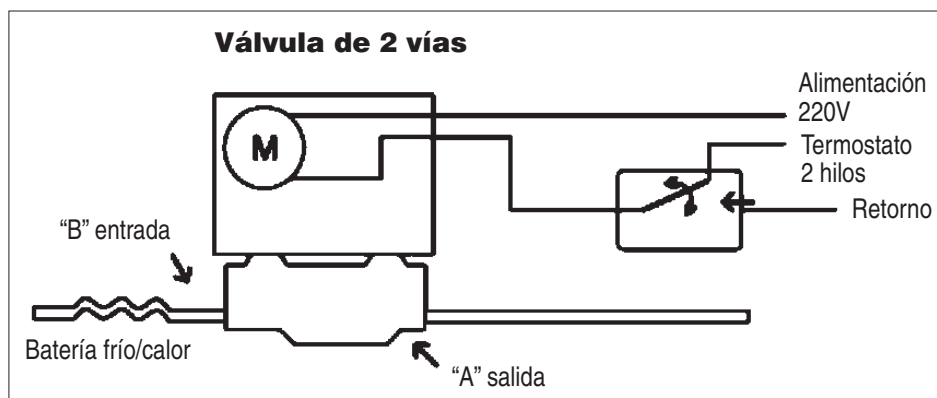 Válvula de 2 vías
Alimentación
220V
M
Termostato
2 hilos
Retorno
“B” entrada
Batería frío/calor
“A” salida